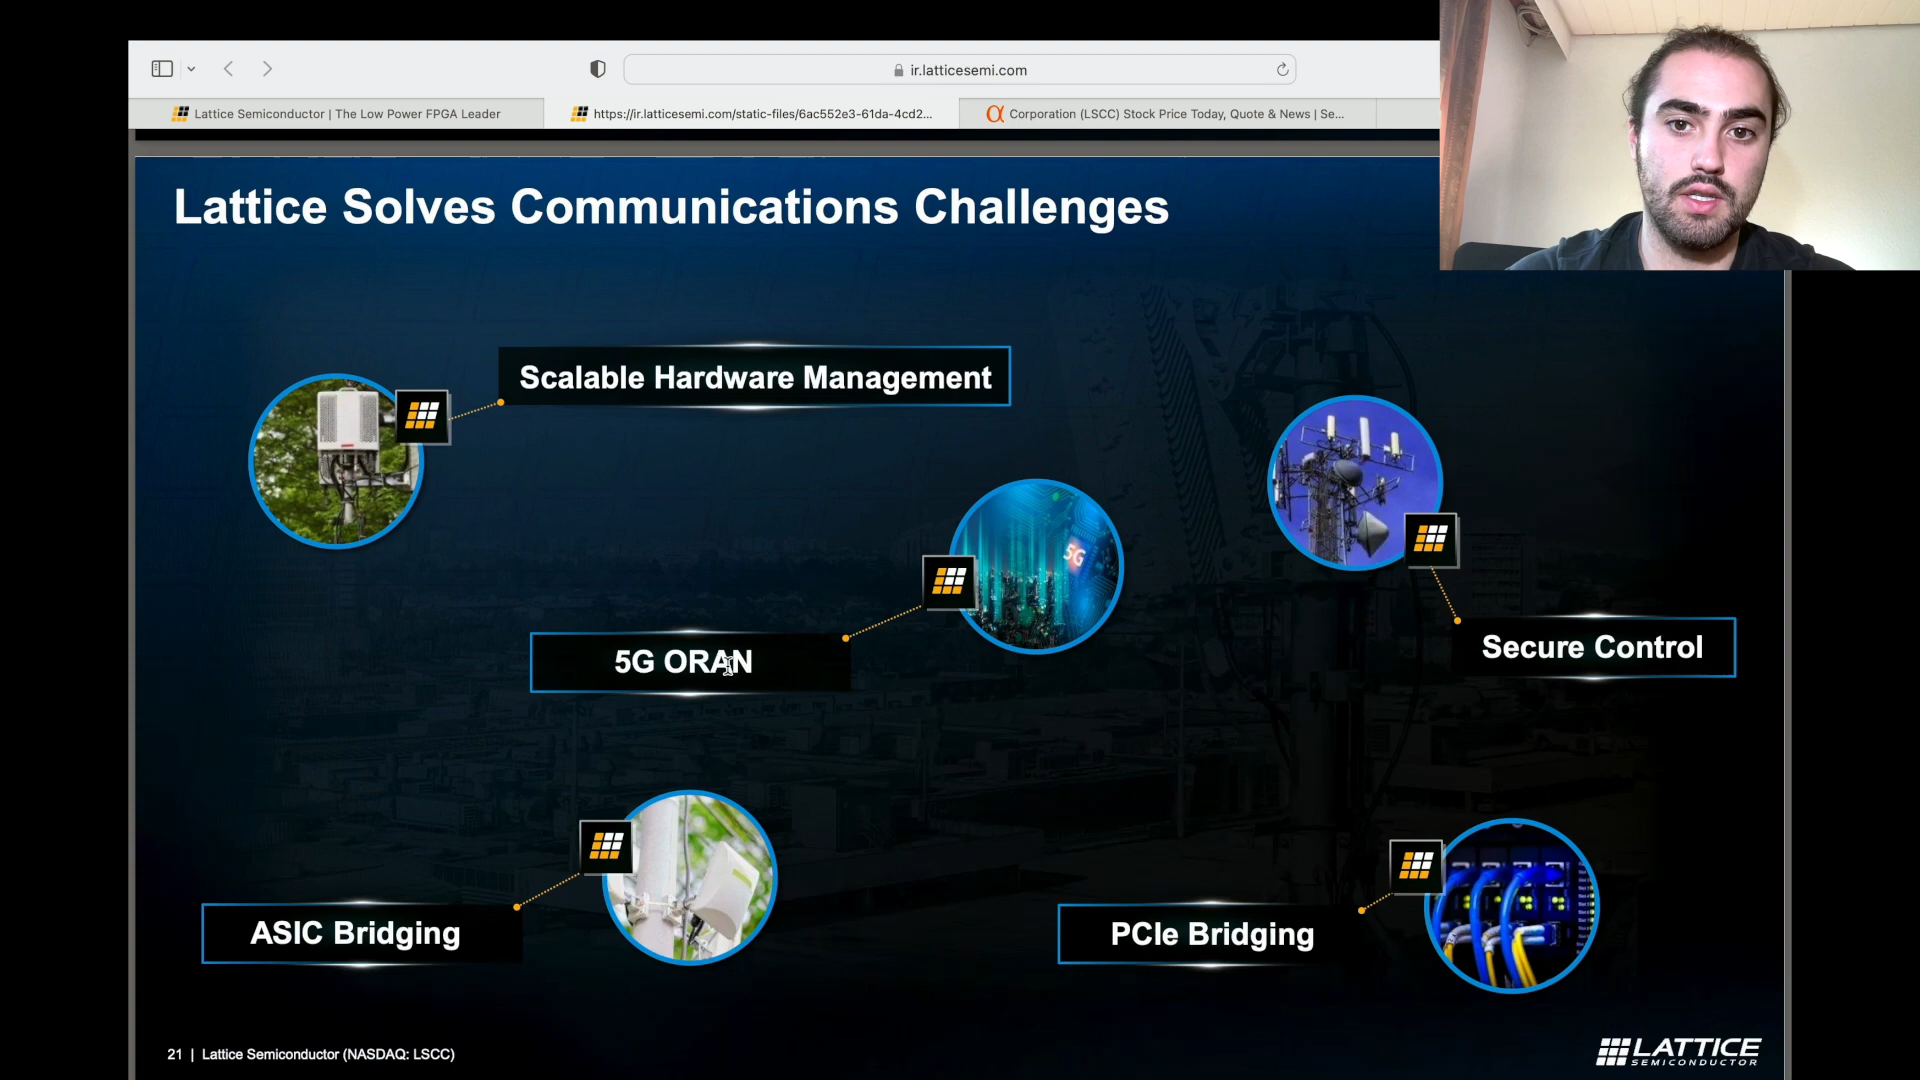 ir.latticesemi.com
Lattice Semiconductor | The Low Power FPGA Leader
https://ir.latticesemi.com/static-files/6ac552e3-61da-4cd2...
Corporation (LSCC) Stock Price Today, Quote & News | Se...
Lattice Solves Communications Challenges
Scalable Hardware Management
5G
5G ORAN
Secure Control
ASIC Bridging
PCIe Bridging
21 | Lattice Semiconductor (NASDAQ: LSCC)
LATTICE
SEMICONDUCTOR